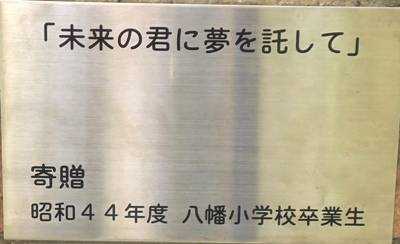 「未来の君に夢を託して」
寄贈
昭和４４年度 八幡小学校卒業生